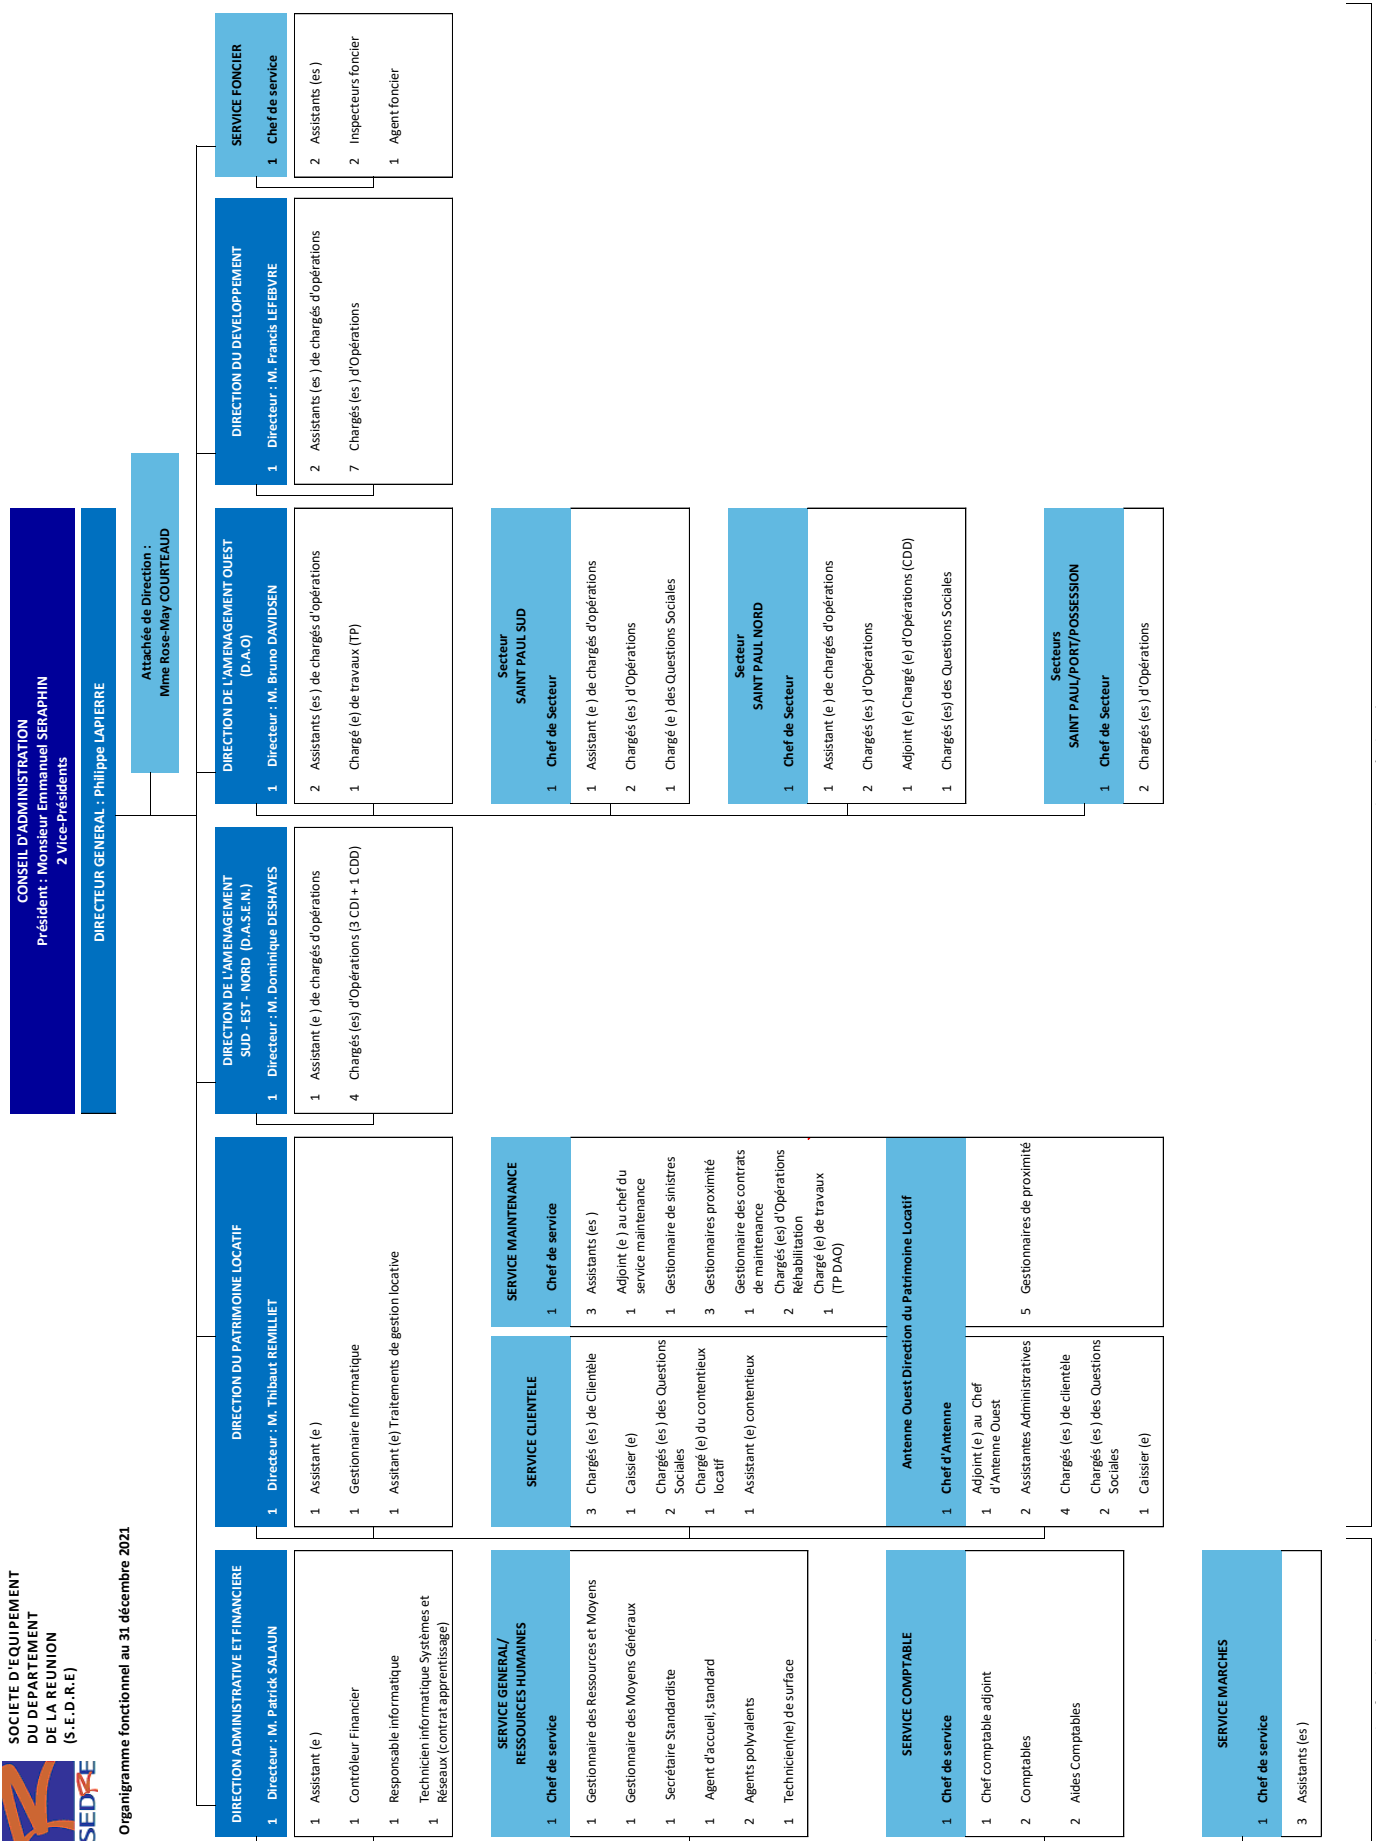 SOCIETE D'EQUIPEMENT
DU DEPARTEMENT
DE LA REUNION
(S.E.D.R.E)
SEDRE
Organigramme fonctionnel au 31 décembre 2021
CONSEIL D'ADMINISTRATION
Président : Monsieur Emmanuel SERAPHIN
2 Vice-Présidents
DIRECTEUR GENERAL : Philippe LAPIERRE
Attachée de Direction :
Mme Rose-May COURTEAUD
DIRECTION ADMINISTRATIVE ET FINANCIERE
1 Directeur : M. Patrick SALAUN
1 Assistant (e )
1 Contrôleur Financier
1 Responsable informatique
Technicien informatique Systèmes et
1 Réseaux (contrat apprentissage)
SERVICE GENERAL/
RESSOURCES HUMAINES
1 Chef de service
1 Gestionnaire des Ressources et Moyens
1 Gestionnaire des Moyens Généraux
1 Secrétaire Standardiste
1 Agent d'accueil, standard
2 Agents polyvalents
1 Technicien(ne) de surface
SERVICE COMPTABLE
1 Chef de service
1 Chef comptable adjoint
2 Comptables
2 Aides Comptables
SERVICE MARCHES
1 Chef de service
3 Assistants (es )
DIRECTION DU PATRIMOINE LOCATIF
1 Directeur : M. Thibaut REMILLIET
1 Assistant (e )
1 Gestionnaire Informatique
1 Assitant (e) Traitements de gestion locative
SERVICE CLIENTELE
3 Chargés (es ) de Clientèle
1 Caissier (e)
2 Chargés (es ) des Questions
Sociales
1 Chargé (e) du contentieux
locatif
1 Assistant (e) contentieux
SERVICE MAINTENANCE
1 Chef de service
3 Assistants (es )
1 Adjoint (e ) au chef du
service maintenance
1 Gestionnaire de sinistres
3 Gestionnaires proximité
1 Gestionnaire des contrats
de maintenance
2 Chargés (es) d'Opérations
Réhabilitation
1 Chargé (e) de travaux
(TP DAO)
Antenne Ouest Direction du Patrimoine Locatif
1 Chef d'Antenne
1 Adjoint (e ) au Chef
d'Antenne Ouest
2 Assistantes Administratives
4 Chargés (es ) de clientèle
2 Chargés (es ) des Questions
Sociales
1 Caissier (e)
5 Gestionnaires de proximité
DIRECTION DE L'AMENAGEMENT
SUD - EST - NORD (D.A.S.E.N.)
1 Directeur : M. Dominique DESHAYES
1 Assistant (e ) de chargés d'opérations
4 Chargés (es) d'Opérations (3 CDI + 1 CDD)
DIRECTION DE L'AMENAGEMENT OUEST
(D.A.O)
1 Directeur : M. Bruno DAVIDSEN
2 Assistants (es ) de chargés d'opérations
1 Chargé (e) de travaux (TP)
Secteur
SAINT PAUL SUD
1 Chef de Secteur
1 Assistant (e ) de chargés d'opérations
2 Chargés (es ) d'Opérations
1 Chargé (e ) des Questions Sociales
Secteur
SAINT PAUL NORD
1 Chef de Secteur
1 Assistant (e ) de chargés d'opérations
2 Chargés (es ) d'Opérations
1 Adjoint (e) Chargé (e) d'Opérations (CDD)
1 Chargés (es) des Questions Sociales
Secteurs
SAINT PAUL/PORT/POSSESSION
1 Chef de Secteur
2 Chargés (es ) d'Opérations
DIRECTION DU DEVELOPPEMENT
1 Directeur : M. Francis LEFEBVRE
2 Assistants (es ) de chargés d'opérations
7 Chargés (es ) d'Opérations
SERVICE FONCIER
1 Chef de service
2 Assistants (es )
2 Inspecteurs foncier
1 Agent foncier